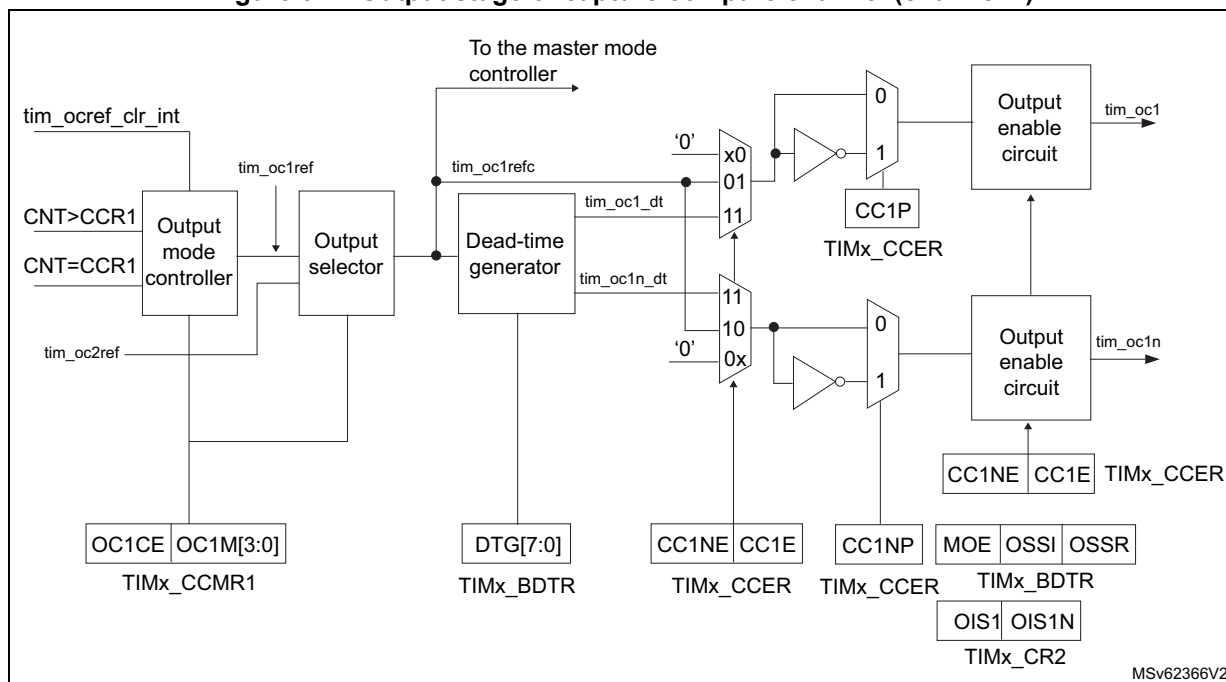 To the master mode
controller
tim_ocref_clr_int
tim_oc1ref
CNT>CCR1
CNT=CCR1
Output
mode
controller
Output
selector
tim_oc2ref
tim_oc1refc
Dead-time
generator
tim_oc1_dt
tim_oc1n_dt
‘0’
x0
01
11
11
10
‘0’
0x
0
1
CC1P
TIMx_CCER
0
1
Output
enable
circuit
tim_oc1
Output
enable
circuit
tim_oc1n
CC1NE CC1E TIMx_CCER
OC1CE OC1M[3:0]
TIMx_CCMR1
DTG[7:0]
TIMx_BDTR
CC1NE CC1E
TIMx_CCER
CC1NP
TIMx_CCER
MOE OSSI OSSR
TIMx_BDTR
OIS1 OIS1N
TIMx_CR2
MSv62366V2